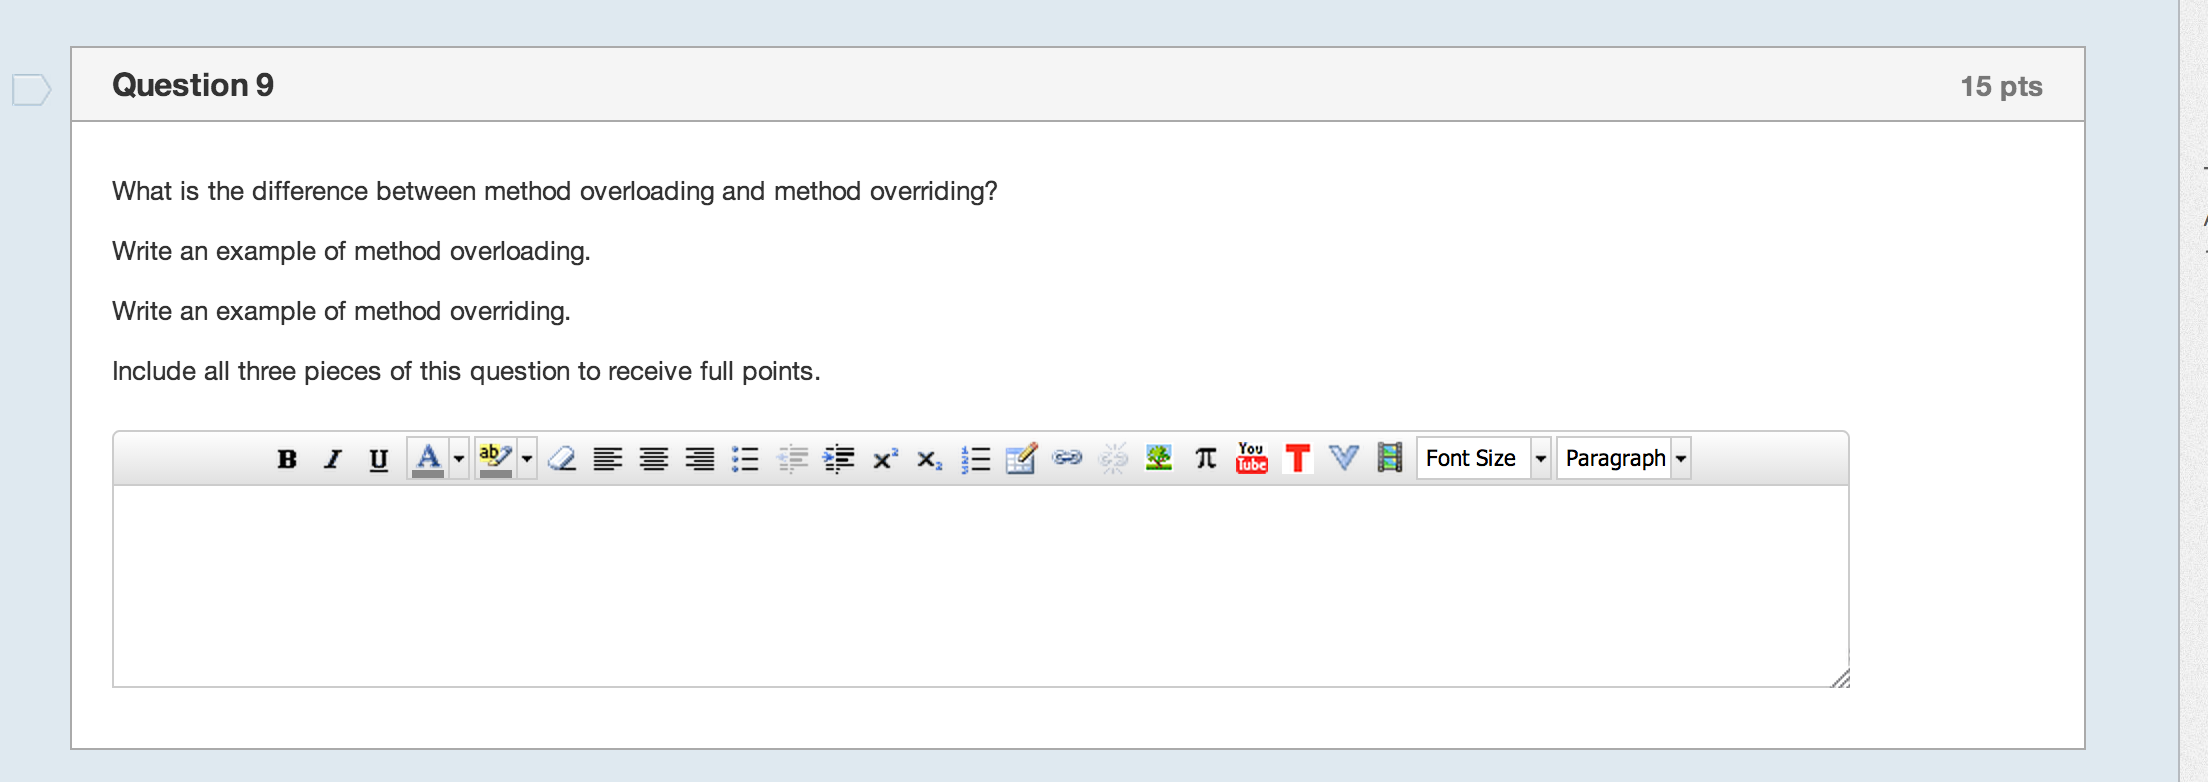 Question 9
15 pts
What is the difference between method overloading and method overriding?
Write an example of method overloading.
Write an example of method overriding.
Include all three pieces of this question to receive full points.
B I U A ab x² x₂ π You Tube T V Font Size Paragraph